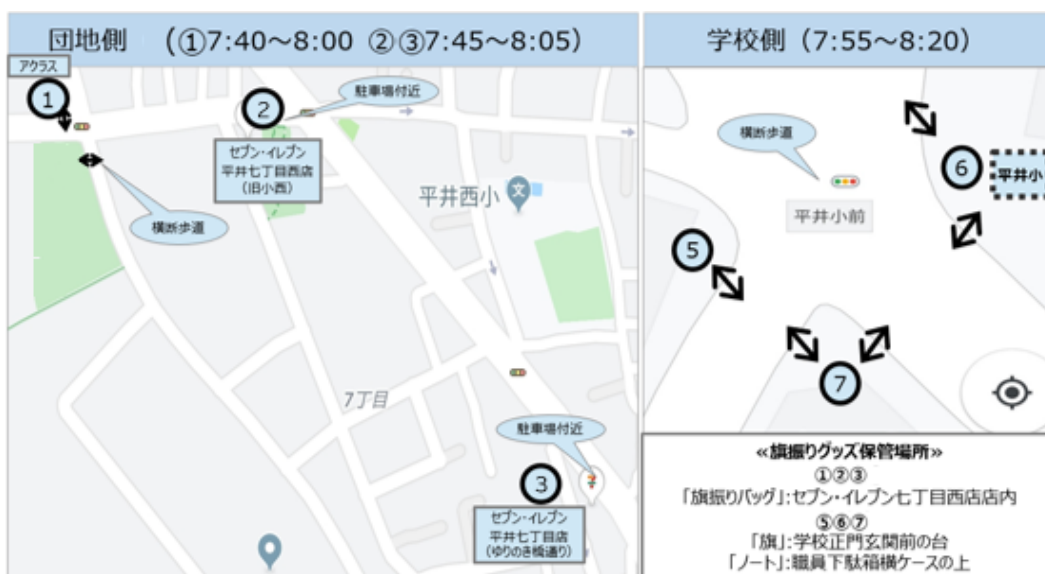 団地側 （①7:40～8:00 ②③7:45～8:05）
アクラス
①
②
駐車場付近
セブン・イレブン
平井七丁目西店
（旧小西）
横断歩道
平井西小
文
7丁目
駐車場付近
③
セブン・イレブン
平井七丁目店
（ゆりのき橋通り）
学校側（7:55～8:20）
横断歩道
⑥
平井小
平井小前
⑤
⑦
≪旗振りグッズ保管場所≫
①②③
「旗振りバッグ」:セブン・イレブン七丁目西店店内
⑤⑥⑦
「旗」:学校正門玄関前の台
「ノート」:職員下駄箱横ケースの上